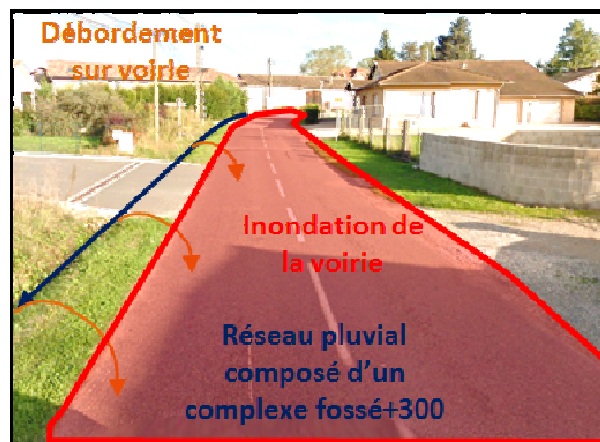 Débordement
sur voirie
Inondation de
la voirie
Réseau pluvial
composé d'un
complexe fossé+300